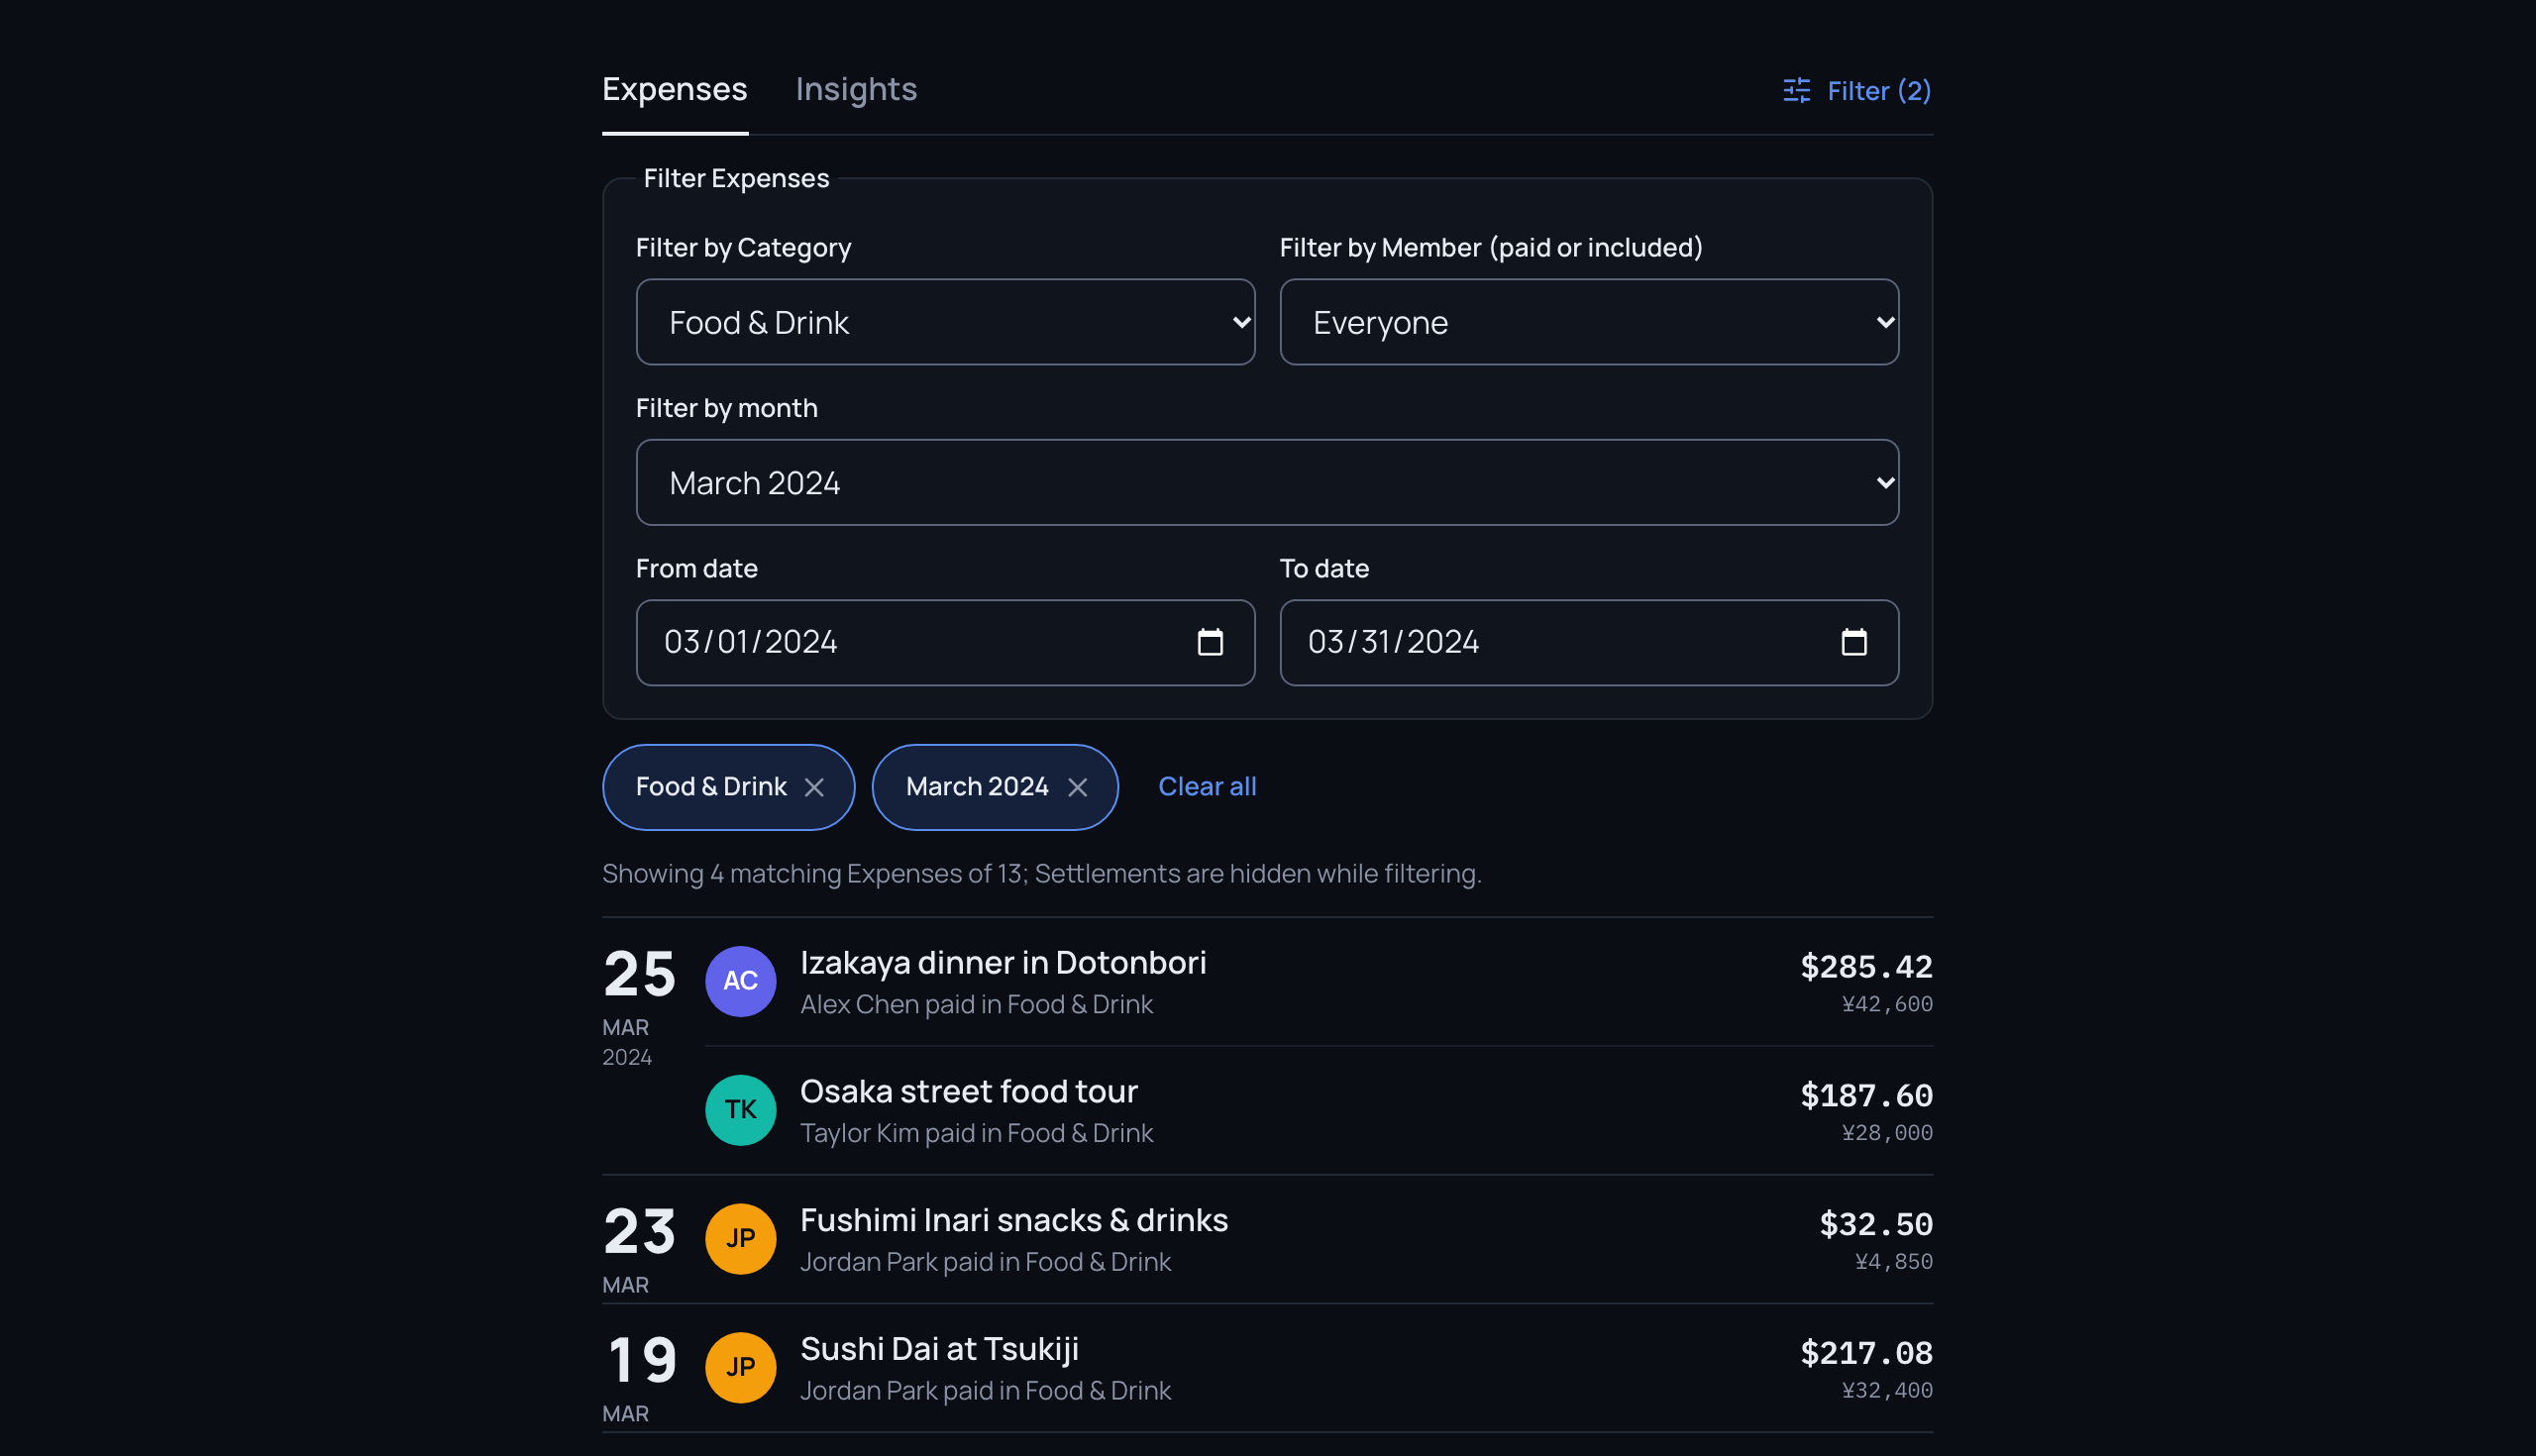 Expenses Insights Filter (2)
Filter Expenses
Filter by Category Filter by Member (paid or included)
Food & Drink Everyone
Filter by month
March 2024
From date To date
03/01/2024 03/31/2024
Food & Drink March 2024 Clear all
Showing 4 matching Expenses of 13; Settlements are hidden while filtering.
25 AC Izakaya dinner in Dotonbori $285.42
MAR Alex Chen paid in Food & Drink ¥42,600
2024
TK Osaka street food tour $187.60
Taylor Kim paid in Food & Drink ¥28,000
23 JP Fushimi Inari snacks & drinks $32.50
MAR Jordan Park paid in Food & Drink ¥4,850
19 JP Sushi Dai at Tsukiji $217.08
MAR Jordan Park paid in Food & Drink ¥32,400